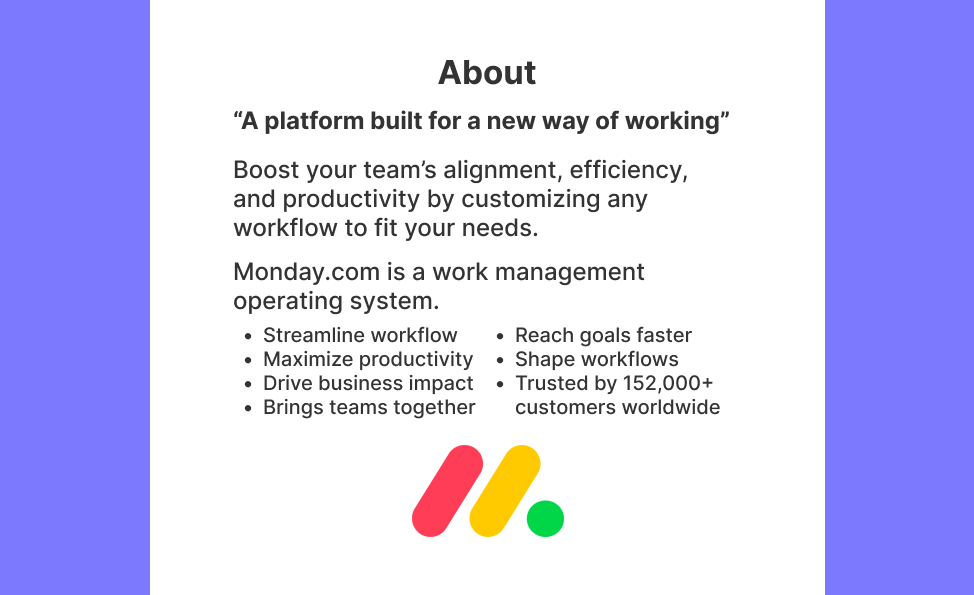 About
“A platform built for a new way of working”
Boost your team’s alignment, efficiency,
and productivity by customizing any
workflow to fit your needs.
Monday.com is a work management
operating system.
• Streamline workflow
• Maximize productivity
• Drive business impact
• Brings teams together
• Reach goals faster
• Shape workflows
• Trusted by 152,000+
customers worldwide